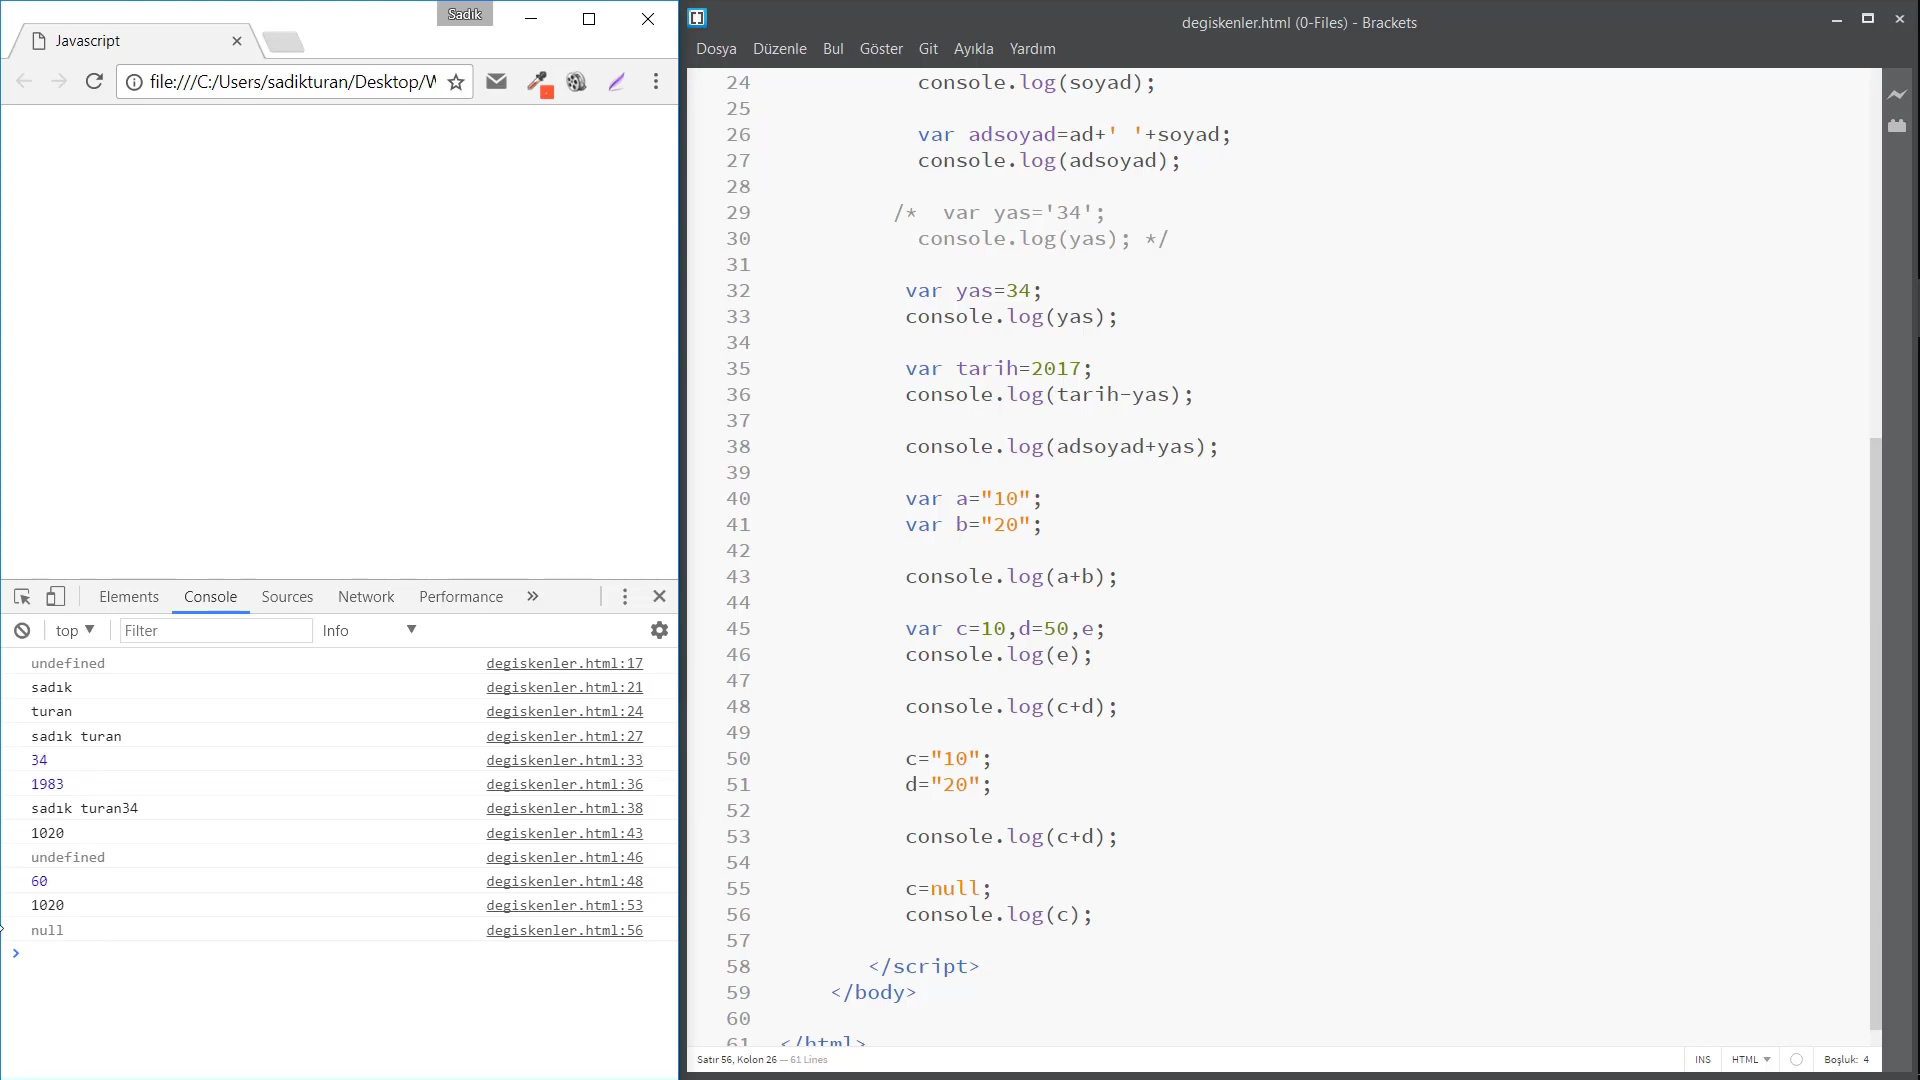 Sadık
Javascript
file:///C:/Users/sadikturan/Desktop/W
Elements Console Sources Network Performance »
top Filter Info
undefined degiskenler.html:17
sadık degiskenler.html:21
turan degiskenler.html:24
sadık turan degiskenler.html:27
34 degiskenler.html:33
1983 degiskenler.html:36
sadık turan34 degiskenler.html:38
1020 degiskenler.html:43
undefined degiskenler.html:46
60 degiskenler.html:48
1020 degiskenler.html:53
null degiskenler.html:56
>
degiskenler.html (0-Files) - Brackets
Dosya Düzenle Bul Göster Git Ayıkla Yardım
24 console.log(soyad);
25
26 var adsoyad=ad+' '+soyad;
27 console.log(adsoyad);
28
29 /* var yas='34';
30 console.log(yas); */
31
32 var yas=34;
33 console.log(yas);
34
35 var tarih=2017;
36 console.log(tarih-yas);
37
38 console.log(adsoyad+yas);
39
40 var a="10";
41 var b="20";
42
43 console.log(a+b);
44
45 var c=10,d=50,e;
46 console.log(e);
47
48 console.log(c+d);
49
50 c="10";
51 d="20";
52
53 console.log(c+d);
54
55 c=null;
56 console.log(c);
57
58 </script>
59 </body>
60
61 </html>
Satır 56, Kolon 26 — 61 Lines INS HTML Boşluk: 4